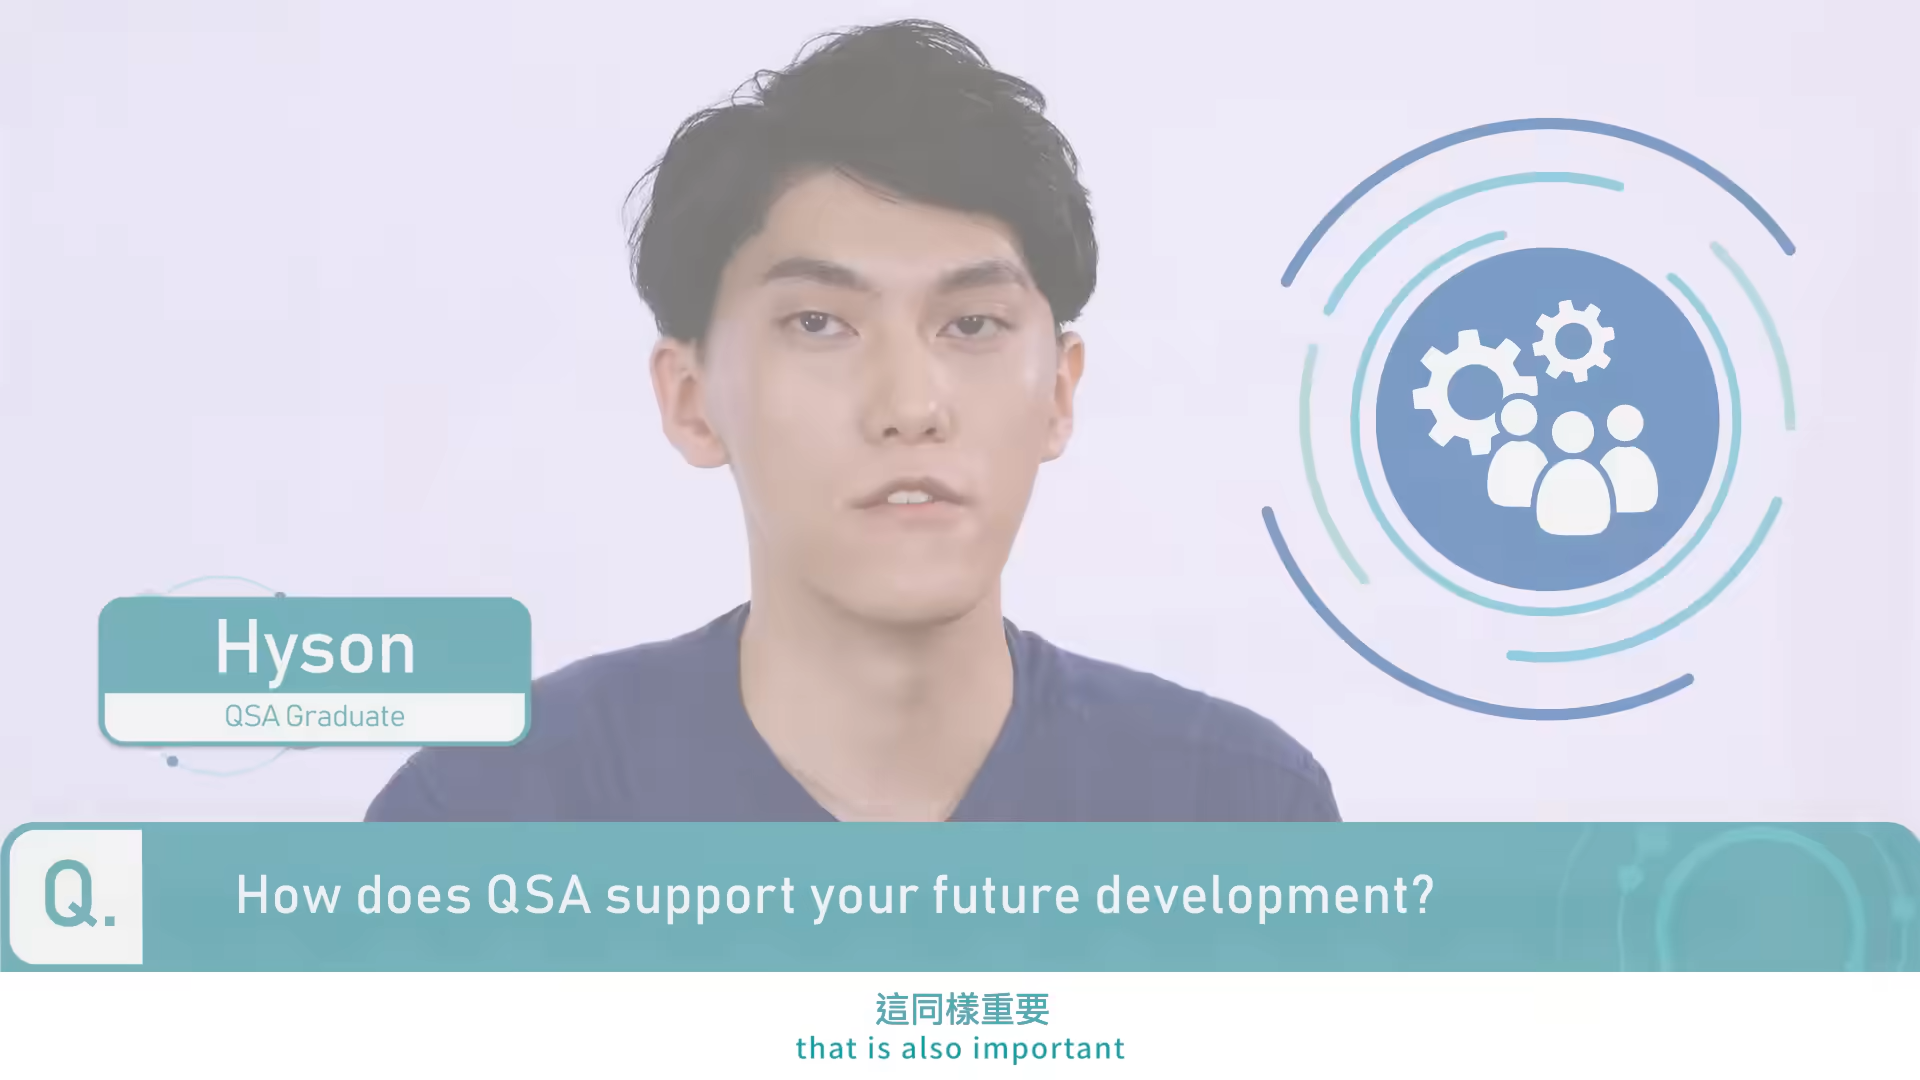 Hyson
QSA Graduate
Q.
How does QSA support your future development?
這同樣重要
that is also important